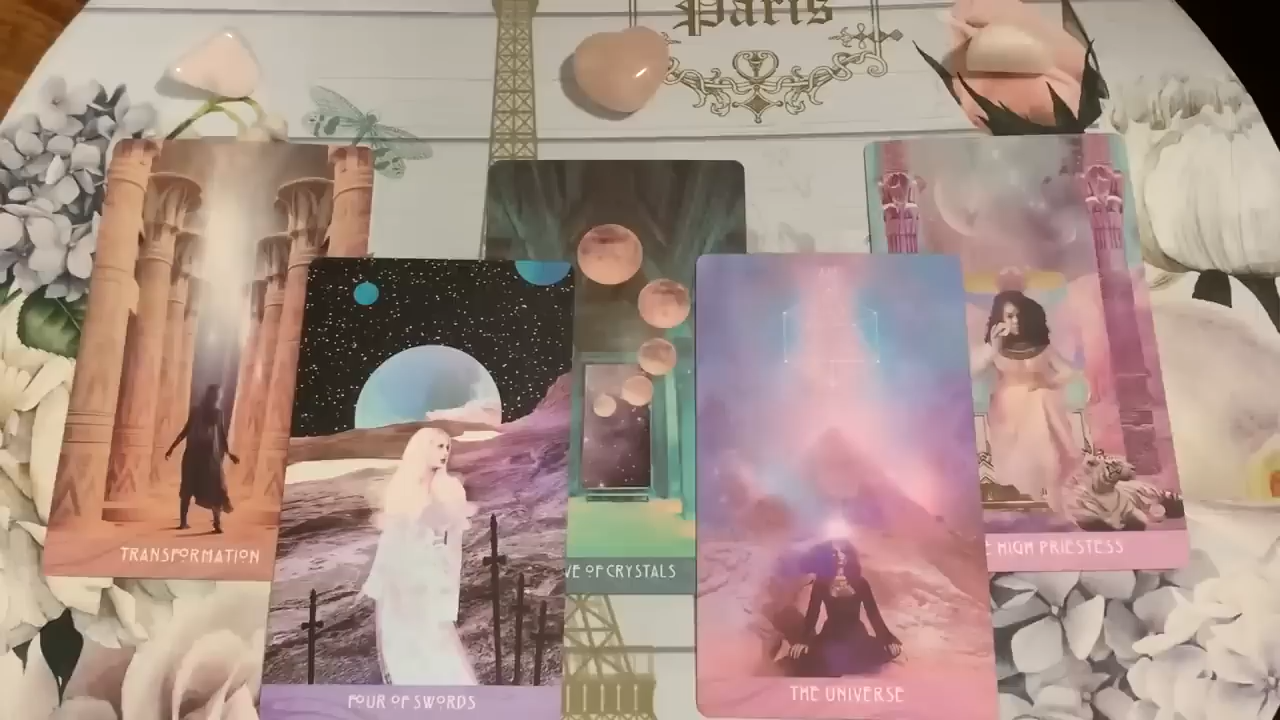 Paris
TRANSFORMATION
VE OF CRYSTALS
E HIGH PRIESTESS
FOUR OF SWORDS
THE UNIVERSE